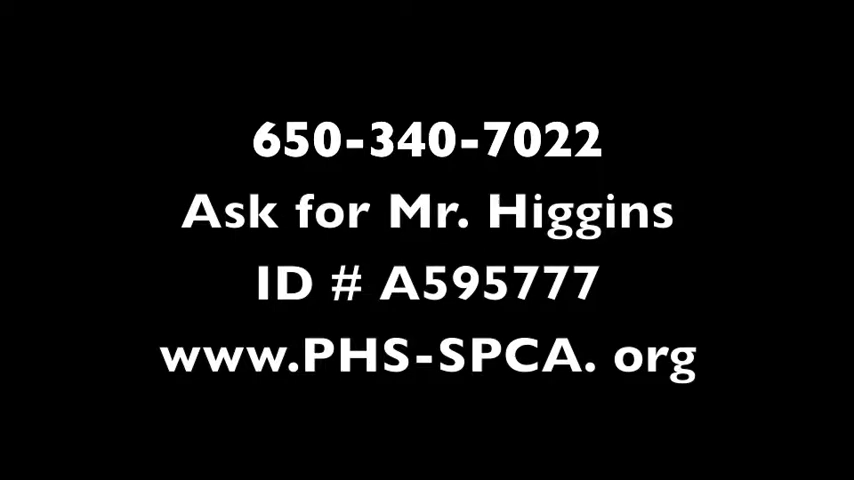 650-340-7022
Ask for Mr. Higgins
ID # A595777
www.PHS-SPCA. org